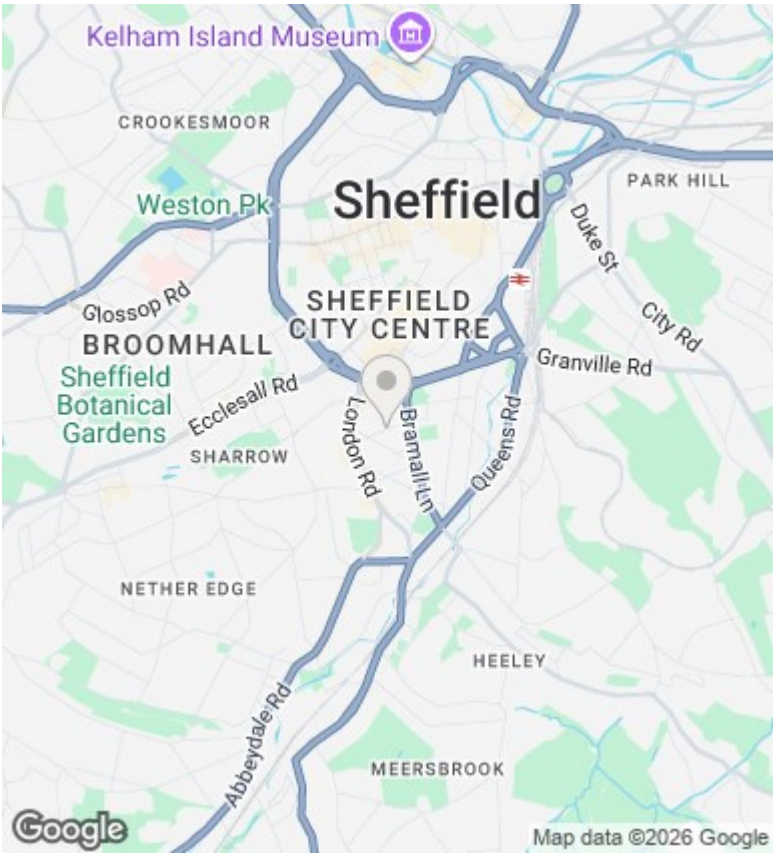 Kelham Island Museum
CROOKESMOOR
Weston Pk
Sheffield
PARK HILL
Duke St
City Rd
Glossop Rd
SHEFFIELD
CITY CENTRE
BROOMHALL
Granville Rd
Sheffield
Botanical
Gardens
Ecclesall Rd
London Rd
Bramall Ln
Queens Rd
SHARROW
NETHER EDGE
HEELEY
Abbeydale Rd
MEERSBROOK
Google
Map data ©2026 Google